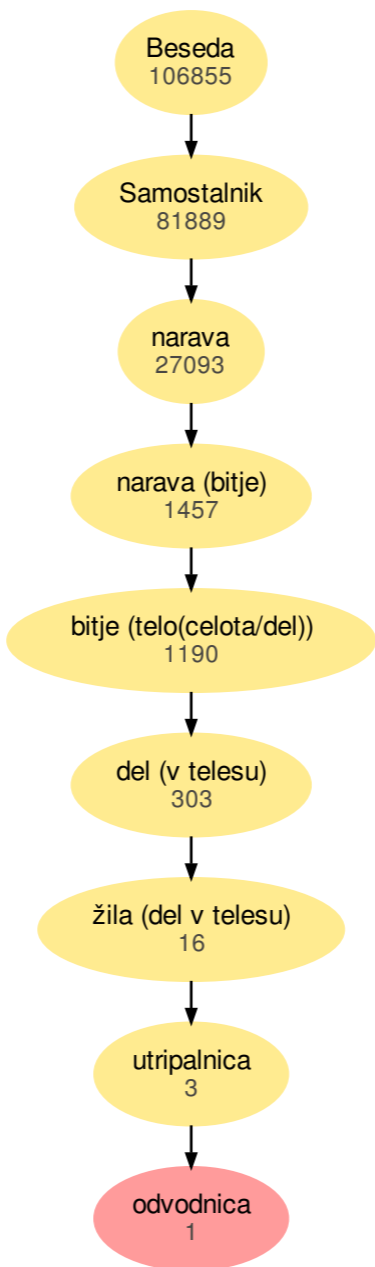 Beseda
106855
Samostalnik
81889
narava
27093
narava (bitje)
1457
bitje (telo(celota/del))
1190
del (v telesu)
303
žila (del v telesu)
16
utripalnica
3
odvodnica
1